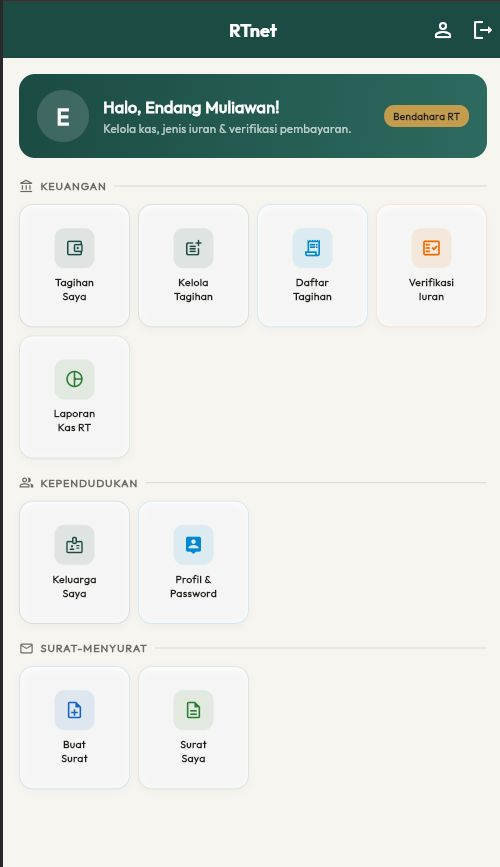 RTnet
E
Halo, Endang Muliawan!
Kelola kas, jenis iuran & verifikasi pembayaran.
Bendahara RT
KEUANGAN
Tagihan
Saya
Kelola
Tagihan
Daftar
Tagihan
Verifikasi
Iuran
Laporan
Kas RT
KEPENDUDUKAN
Keluarga
Saya
Profil &
Password
SURAT-MENYURAT
Buat
Surat
Surat
Saya